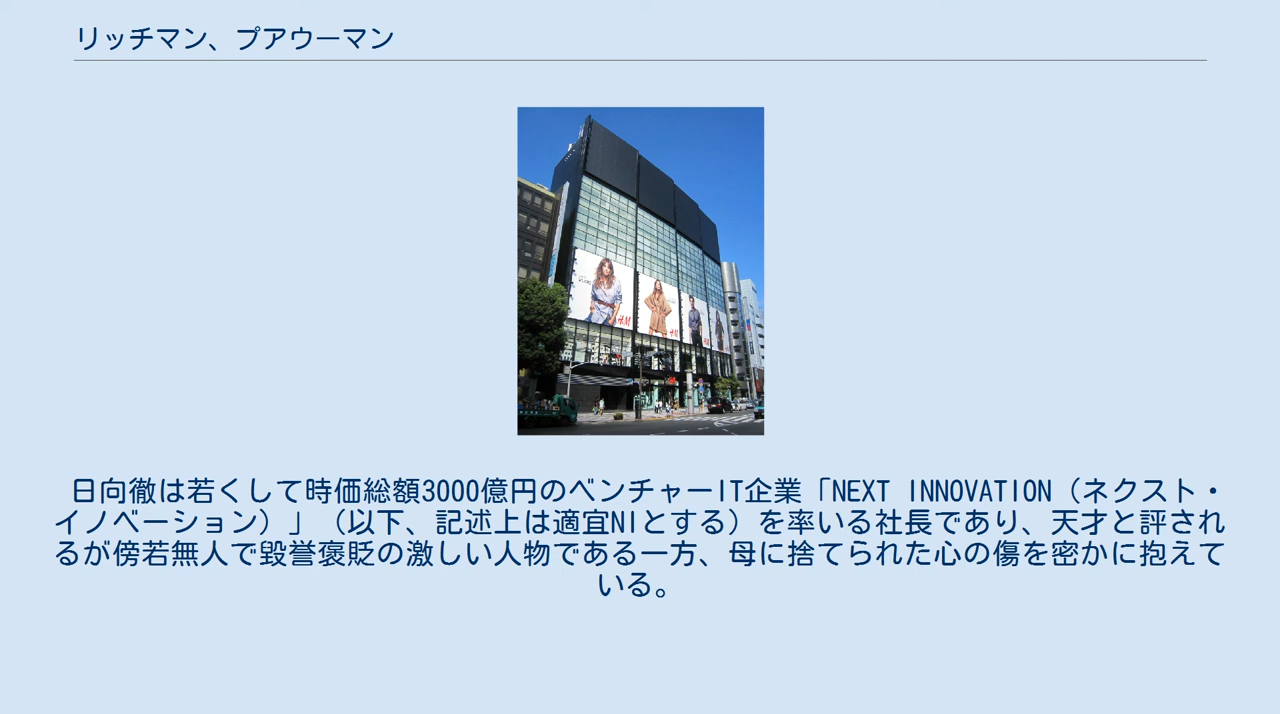 リッチマン、プアウーマン
H&M
H&M
H&M
日向徹は若くして時価総額3000億円のベンチャーIT企業「NEXT INNOVATION（ネクスト・
イノベーション）」（以下、記述上は適宜NIとする）を率いる社長であり、天才と評され
るが傍若無人で毀誉褒貶の激しい人物である一方、母に捨てられた心の傷を密かに抱えて
いる。